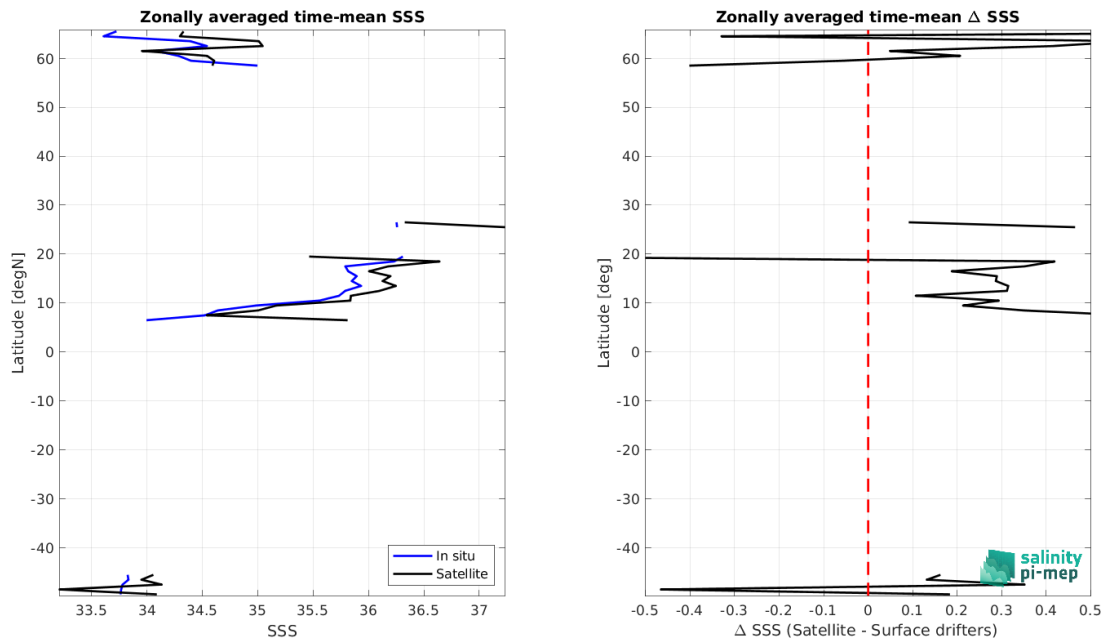 Zonally averaged time-mean SSS
60
50
40
30
20
10
0
-10
-20
-30
-40
Latitude [degN]
33.5 34 34.5 35 35.5 36 36.5 37
SSS
In situ
Satellite
Zonally averaged time-mean Δ SSS
60
50
40
30
20
10
0
-10
-20
-30
-40
Latitude [deg]
-0.5 -0.4 -0.3 -0.2 -0.1 0 0.1 0.2 0.3 0.4 0.5
Δ SSS (Satellite - Surface drifters)
salinity
pi-mep